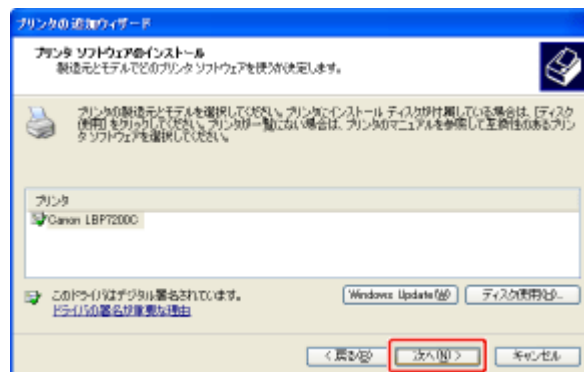 プリンタの追加ウィザード
プリンタ ソフトウェアのインストール
製造元とモデルでどのプリンタ ソフトウェアを使うか決定します。
プリンタの製造元とモデルを選択してください。プリンタにインストール ディスクが付属している場合は、[ディスク
使用] をクリックしてください。プリンタが一覧にない場合は、プリンタのマニュアルを参照して互換性のあるプリン
タ ソフトウェアを選択してください。
プリンタ
Canon LBP7200C
このドライバはデジタル署名されています。
Windows Update(W)
ディスク使用(H)...
ドライバの署名が重要な理由
< 戻る(B)
次へ(N) >
キャンセル